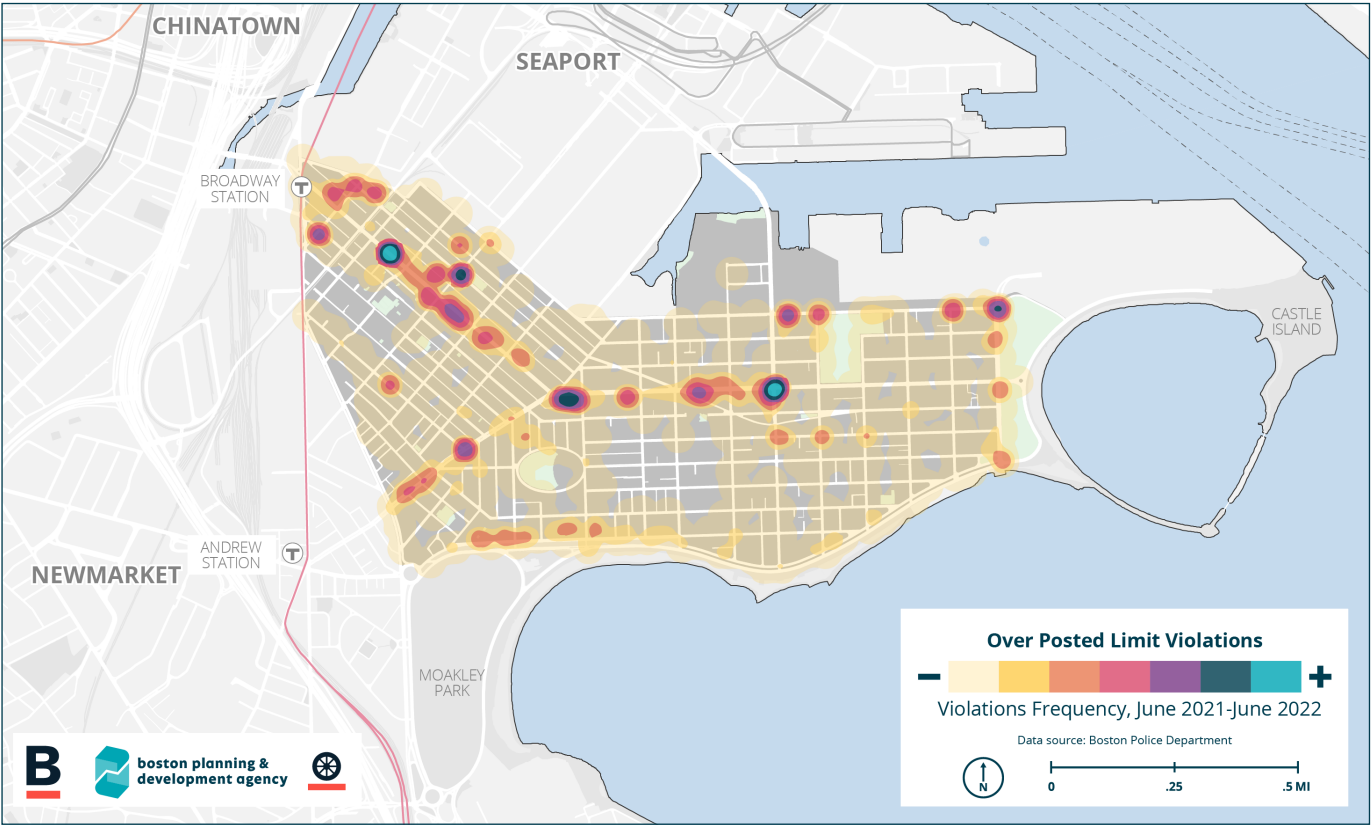 CHINATOWN
SEAPORT
BROADWAY
STATION
T
CASTLE
ISLAND
ANDREW
STATION
T
NEWMARKET
MOAKLEY
PARK
Over Posted Limit Violations
− +
Violations Frequency, June 2021-June 2022
Data source: Boston Police Department
N
0 .25 .5 MI
B
boston planning &
development agency